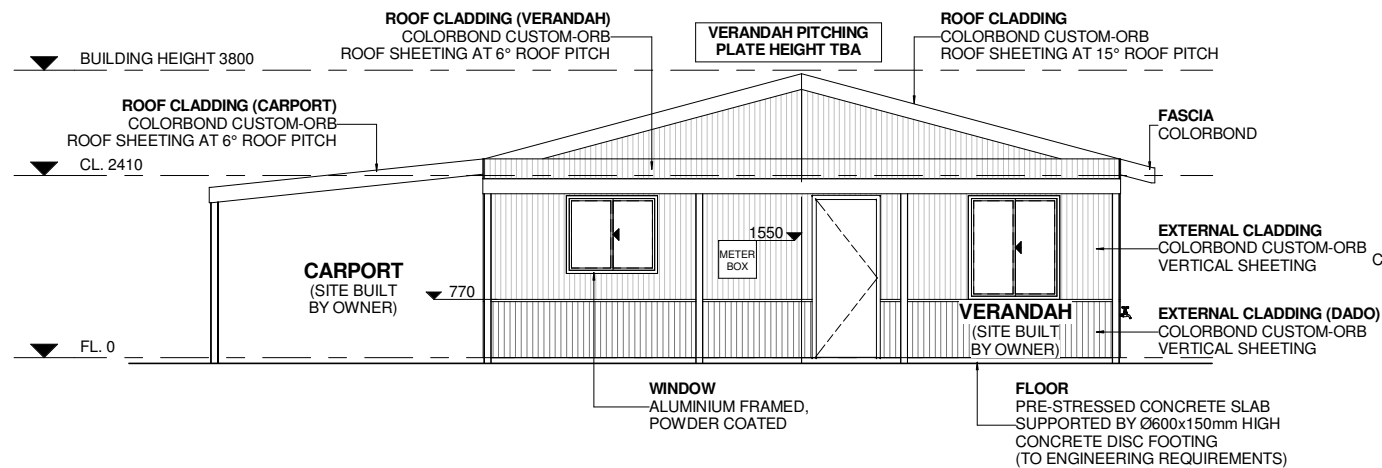 ROOF CLADDING (VERANDAH)
COLORBOND CUSTOM-ORB
ROOF SHEETING AT 6° ROOF PITCH
VERANDAH PITCHING
PLATE HEIGHT TBA
ROOF CLADDING
COLORBOND CUSTOM-ORB
ROOF SHEETING AT 15° ROOF PITCH
BUILDING HEIGHT 3800
ROOF CLADDING (CARPORT)
COLORBOND CUSTOM-ORB
ROOF SHEETING AT 6° ROOF PITCH
FASCIA
COLORBOND
CL. 2410
1550
METER
BOX
EXTERNAL CLADDING
COLORBOND CUSTOM-ORB
VERTICAL SHEETING
C
CARPORT
(SITE BUILT
BY OWNER)
770
VERANDAH
(SITE BUILT
BY OWNER)
EXTERNAL CLADDING (DADO)
COLORBOND CUSTOM-ORB
VERTICAL SHEETING
FL. 0
WINDOW
ALUMINIUM FRAMED,
POWDER COATED
FLOOR
PRE-STRESSED CONCRETE SLAB
SUPPORTED BY Ø600x150mm HIGH
CONCRETE DISC FOOTING
(TO ENGINEERING REQUIREMENTS)